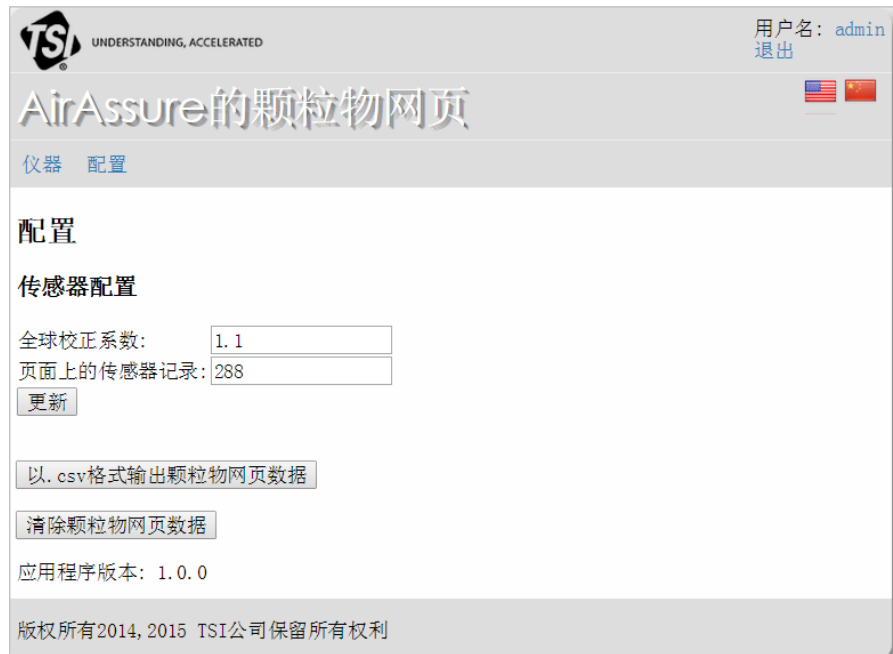 TSI UNDERSTANDING, ACCELERATED
用户名: admin
退出
AirAssure的颗粒物网页
仪器 配置
配置
传感器配置
全球校正系数: 1.1
页面上的传感器记录: 288
更新
以.csv格式输出颗粒物网页数据
清除颗粒物网页数据
应用程序版本: 1.0.0
版权所有2014,2015 TSI公司保留所有权利